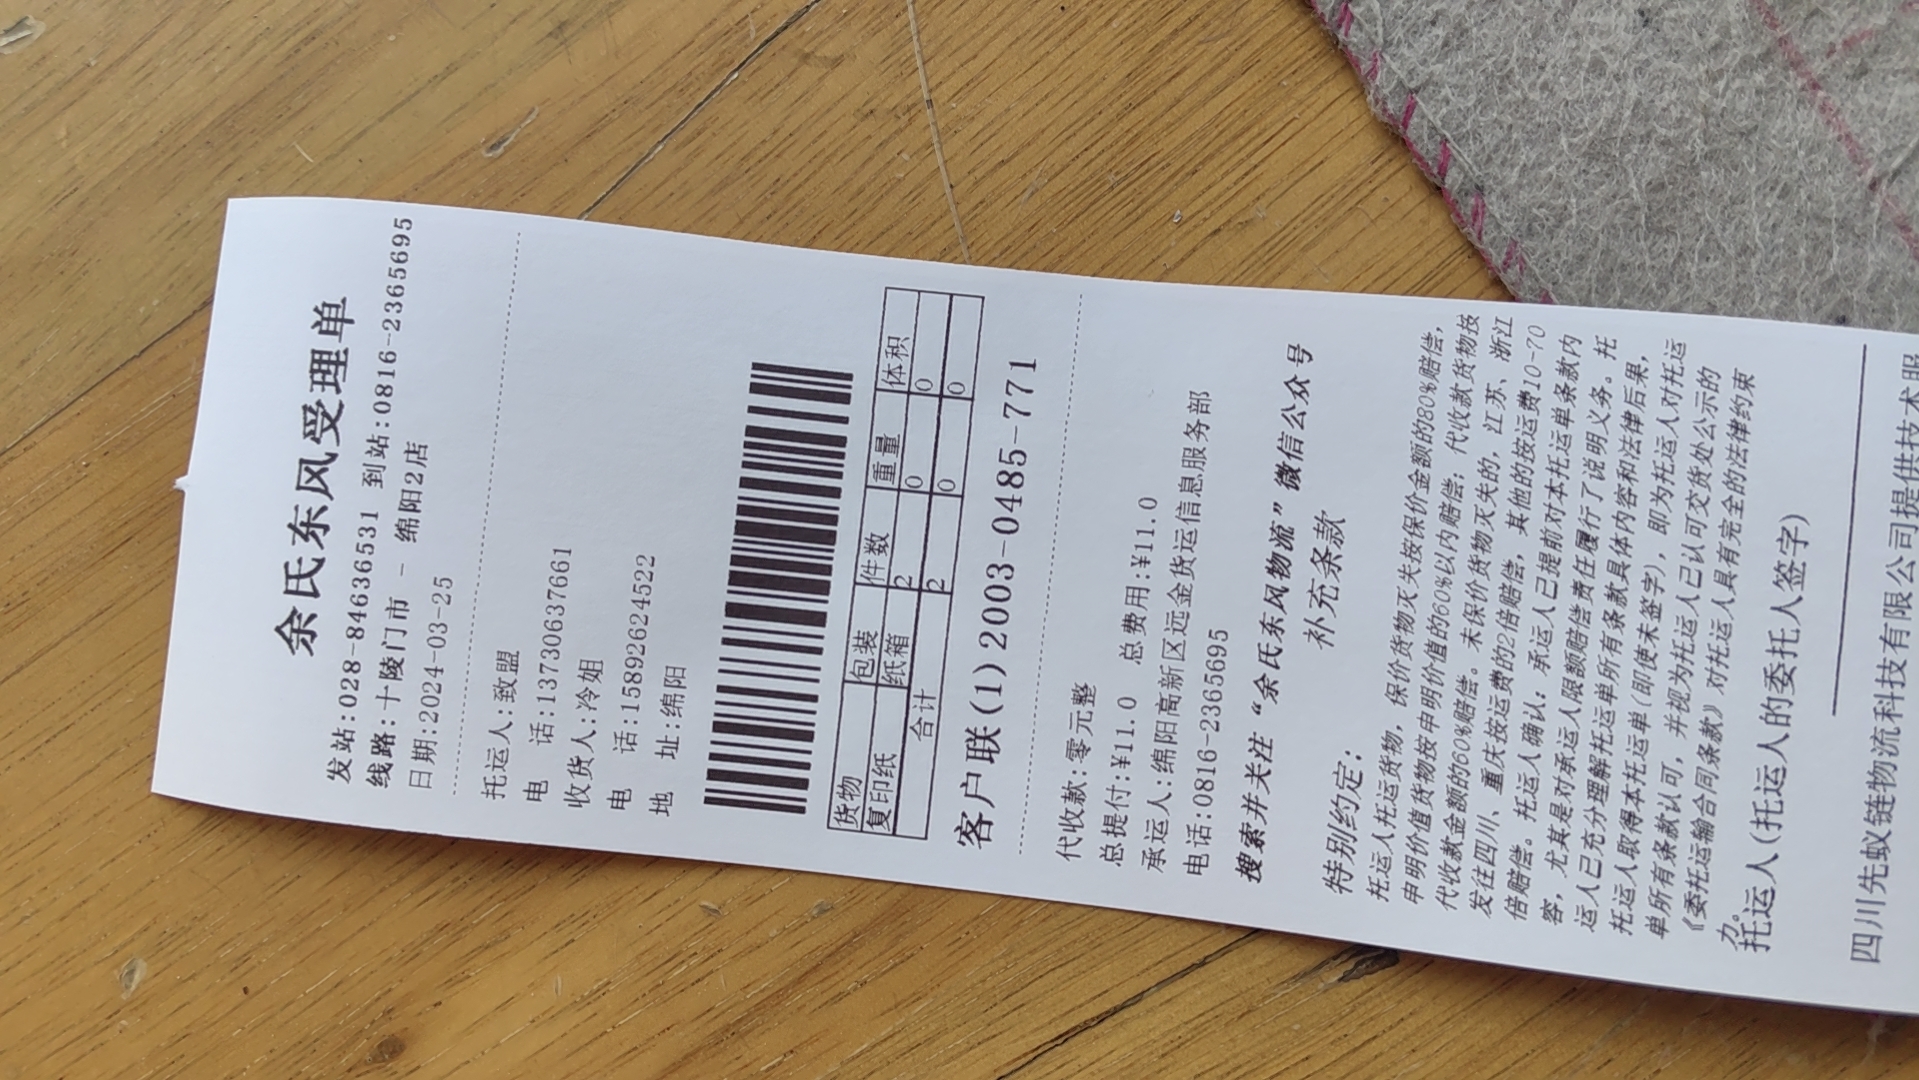 余氏东风受理单
发站:028-84636531 到站:0816-2365695
线路:十陵门市 - 绵阳2店
日期:2024-03-25
托运人:致盟
电 话:13730637661
收货人:冷姐
电 话:15892624522
地 址:绵阳
货物 包装 件数 重量 体积
复印纸 纸箱 2 0 0
合计 2 0 0
客户联(1)2003-0485-771
代收款:零元整
总提付:¥11.0 总费用:¥11.0
承运人:绵阳高新区远金货运信息服务部
电话:0816-2365695
搜索并关注“余氏东风物流”微信公众号
补充条款
特别约定:
托运人托运货物，保价货物灭失按保价金额的80%赔偿，
申明价值货物按申明价值的60%以内赔偿；代收款货物按
代收款金额的60%赔偿。未保价货物灭失的，江苏、浙江
发往四川、重庆按运费的2倍赔偿，其他的按运费10-70
倍赔偿。托运人确认：承运人已提前对本托运单条款内
容，尤其是对承运人限额赔偿责任履行了说明义务。托
运人已充分理解托运单所有条款具体内容和法律后果，
托运人取得本托运单(即使未签字)，即为托运人对托运
单所有条款认可，并视为托运人已认可交货处公示的
《委托运输合同条款》对托运人具有完全的法律约束
力。
托运人(托运人的委托人签字)
四川先蚁链物流科技有限公司提供技术服